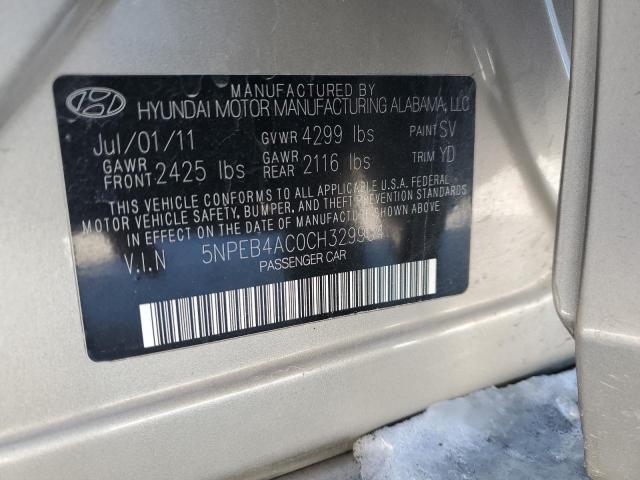 MANUFACTURED BY
HYUNDAI MOTOR MANUFACTURING ALABAMA, LLC
Jul/01/11 GVWR 4299 lbs PAINT SV
GAWR FRONT 2425 lbs GAWR REAR 2116 lbs TRIM YD
THIS VEHICLE CONFORMS TO ALL APPLICABLE U.S.A. FEDERAL
MOTOR VEHICLE SAFETY, BUMPER, AND THEFT PREVENTION STANDARDS
IN EFFECT ON THE DATE OF MANUFACTURE SHOWN ABOVE.
V.I.N
PASSENGER CAR